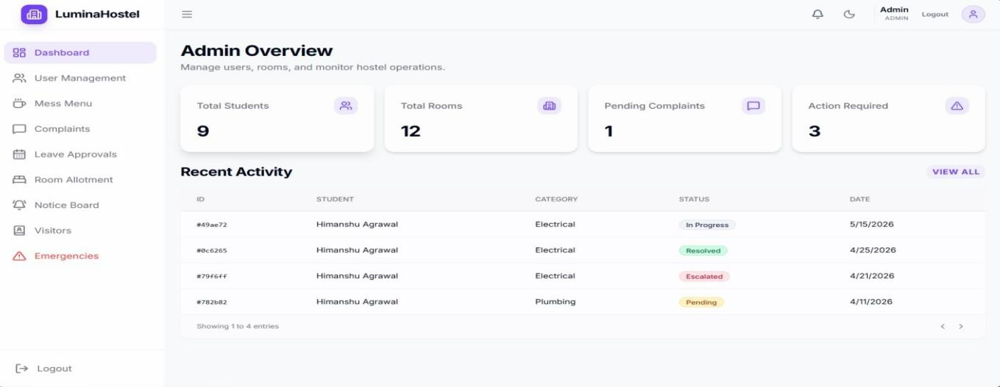 LuminaHostel
Admin
ADMIN
Logout
Dashboard
User Management
Mess Menu
Complaints
Leave Approvals
Room Allotment
Notice Board
Visitors
Emergencies
Logout
Admin Overview
Manage users, rooms, and monitor hostel operations.
Total Students
9
Total Rooms
12
Pending Complaints
1
Action Required
3
Recent Activity VIEW ALL
ID STUDENT CATEGORY STATUS DATE
#49ae72 Himanshu Agrawal Electrical In Progress 5/15/2026
#0c6265 Himanshu Agrawal Electrical Resolved 4/25/2026
#79f6ff Himanshu Agrawal Electrical Escalated 4/21/2026
#782b82 Himanshu Agrawal Plumbing Pending 4/11/2026
Showing 1 to 4 entries